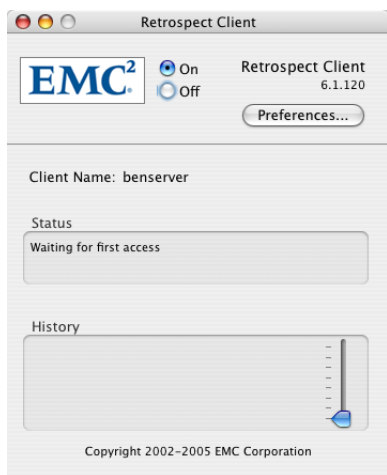 Retrospect Client
EMC²
On
Off
Retrospect Client
6.1.120
Preferences...
Client Name: benserver
Status
Waiting for first access
History
Copyright 2002-2005 EMC Corporation